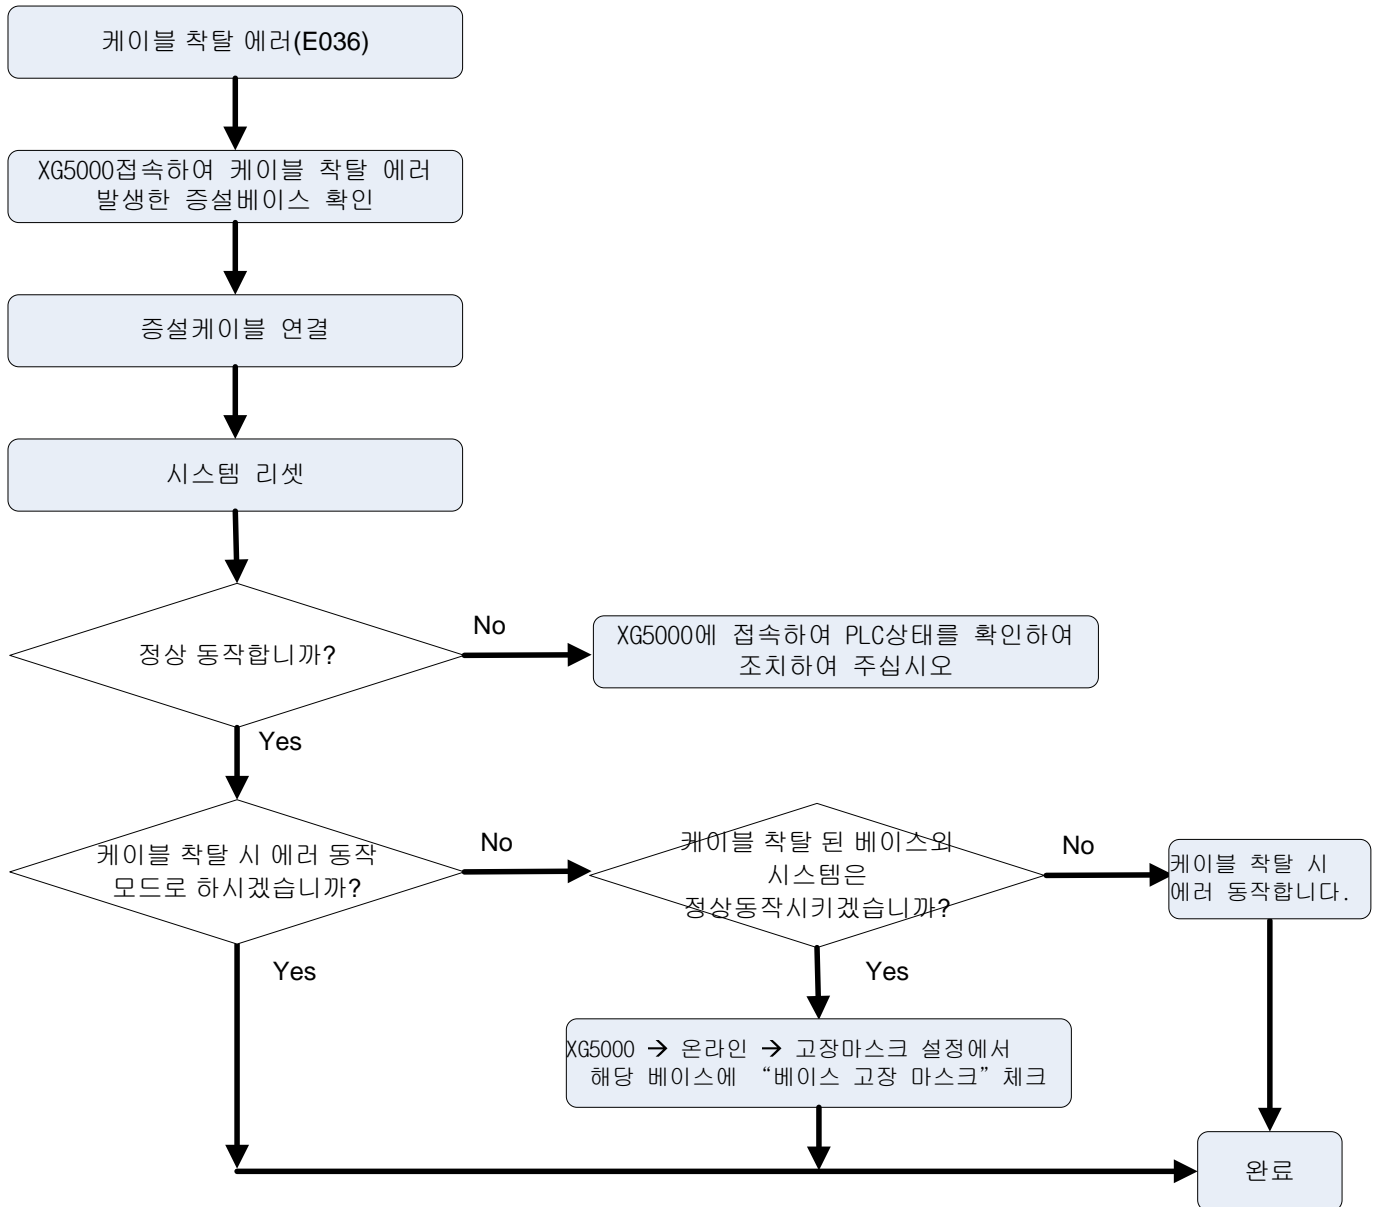 케이블 착탈 에러(E036)
XG5000접속하여 케이블 착탈 에러
발생한 증설베이스 확인
증설케이블 연결
시스템 리셋
정상 동작합니까?
No
XG5000에 접속하여 PLC상태를 확인하여
조치하여 주십시오
Yes
케이블 착탈 시 에러 동작
모드로 하시겠습니까?
No
케이블 착탈 된 베이스외
시스템은
정상동작시키겠습니까?
No
케이블 착탈 시
에러 동작합니다.
Yes
Yes
XG5000 → 온라인 → 고장마스크 설정에서
해당 베이스에 “베이스 고장 마스크” 체크
완료